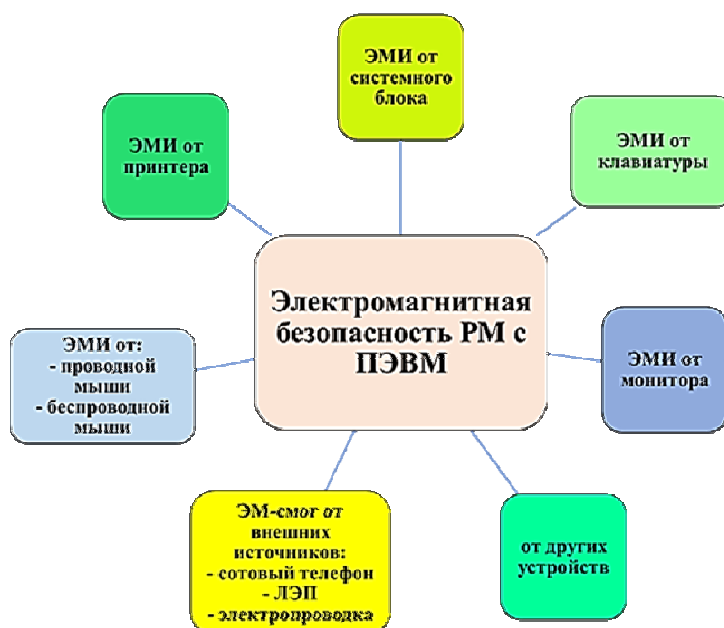 ЭМИ от
системного
блока
ЭМИ от
принтера
ЭМИ от
клавиатуры
Электромагнитная
безопасность РМ с
ПЭВМ
ЭМИ от:
- проводной
мыши
- беспроводной
мыши
ЭМИ от
монитора
ЭМ-смог от
внешних
источников:
- сотовый телефон
- ЛЭП
- электропроводка
от других
устройств